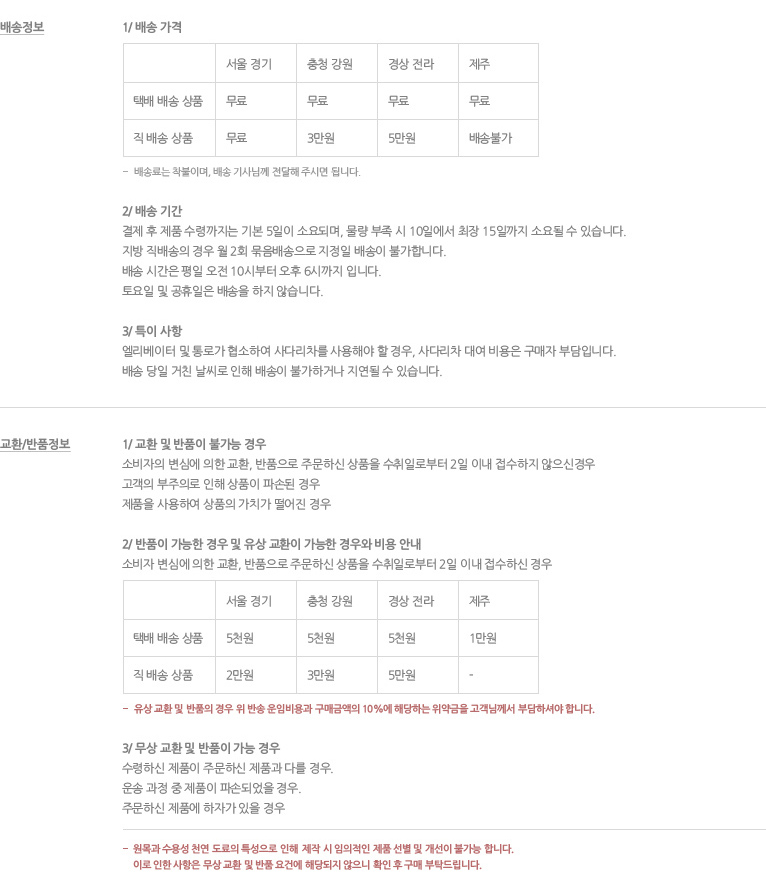 배송정보
1/ 배송 가격
서울 경기 충청 강원 경상 전라 제주
택배 배송 상품 무료 무료 무료 무료
직 배송 상품 무료 3만원 5만원 배송불가
- 배송료는 착불이며, 배송 기사님께 전달해 주시면 됩니다.
2/ 배송 기간
결제 후 제품 수령까지는 기본 5일이 소요되며, 물량 부족 시 10일에서 최장 15일까지 소요될 수 있습니다.
지방 직배송의 경우 월 2회 묶음배송으로 지정일 배송이 불가합니다.
배송 시간은 평일 오전 10시부터 오후 6시까지 입니다.
토요일 및 공휴일은 배송을 하지 않습니다.
3/ 특이 사항
엘리베이터 및 통로가 협소하여 사다리차를 사용해야 할 경우, 사다리차 대여 비용은 구매자 부담입니다.
배송 당일 거친 날씨로 인해 배송이 불가하거나 지연될 수 있습니다.
교환/반품정보
1/ 교환 및 반품이 불가능 경우
소비자의 변심에 의한 교환, 반품으로 주문하신 상품을 수취일로부터 2일 이내 접수하지 않으신경우
고객의 부주의로 인해 상품이 파손된 경우
제품을 사용하여 상품의 가치가 떨어진 경우
2/ 반품이 가능한 경우 및 유상 교환이 가능한 경우와 비용 안내
소비자 변심에 의한 교환, 반품으로 주문하신 상품을 수취일로부터 2일 이내 접수하신 경우
서울 경기 충청 강원 경상 전라 제주
택배 배송 상품 5천원 5천원 5천원 1만원
직 배송 상품 2만원 3만원 5만원 -
- 유상 교환 및 반품의 경우 위 반송 운임비용과 구매금액의 10%에 해당하는 위약금을 고객님께서 부담하셔야 합니다.
3/ 무상 교환 및 반품이 가능 경우
수령하신 제품이 주문하신 제품과 다를 경우.
운송 과정 중 제품이 파손되었을 경우.
주문하신 제품에 하자가 있을 경우
- 원목과 수용성 천연 도료의 특성으로 인해 제작 시 임의적인 제품 선별 및 개선이 불가능 합니다.
이로 인한 사항은 무상 교환 및 반품 요건에 해당되지 않으니 확인 후 구매 부탁드립니다.